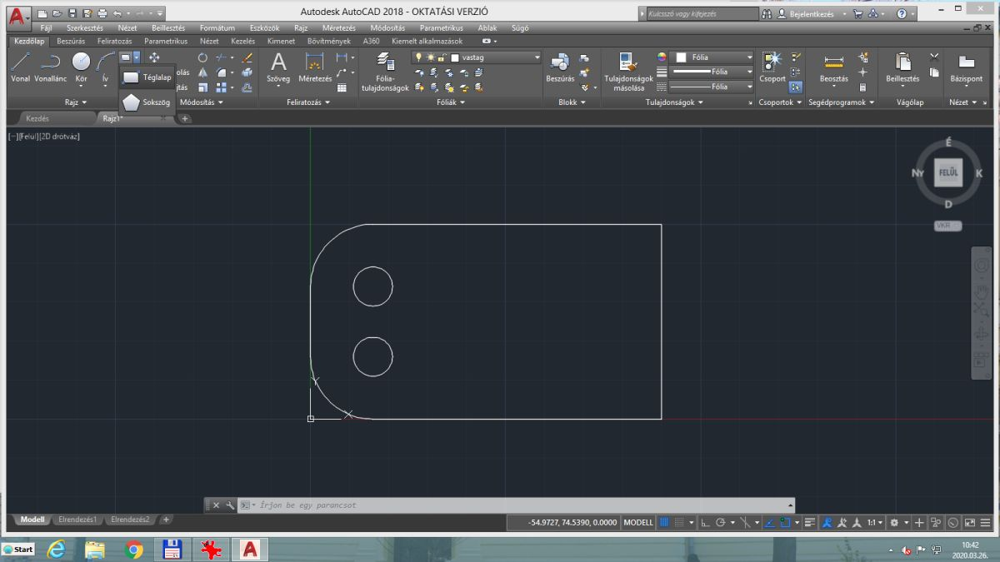 Autodesk AutoCAD 2018 - OKTATÁSI VERZIÓ
Kulcsszó vagy kifejezés
Bejelentkezés
Fájl Szerkesztés Nézet Beillesztés Formátum Eszközök Rajz Méretezés Módosítás Parametrikus Ablak Súgó
Kezdőlap Beszúrás Feliratozás Parametrikus Nézet Kezelés Kimenet Bővítmények A360 Kiemelt alkalmazások
Vonal Vonallánc Kör Ív
Téglalap
Sokszög
Szöveg Méretezés
Fólia-
tulajdonságok
vastag
Beszúrás
Tulajdonságok
másolása
Fólia
Fólia
Fólia
Csoport
Beosztás
Beillesztés
Bázispont
Rajz Módosítás Feliratozás Fóliák Blokk Tulajdonságok Csoportok Segédprogramok Vágólap Nézet
Kezdés Rajz1*
[−][Felül][2D drótváz]
É
Ny FELÜL K
D
VKR
Írjon be egy parancsot
Modell Elrendezés1 Elrendezés2 +
-54.9727, 74.5390, 0.0000 MODELL 1:1
Start
10:42
2020.03.26.